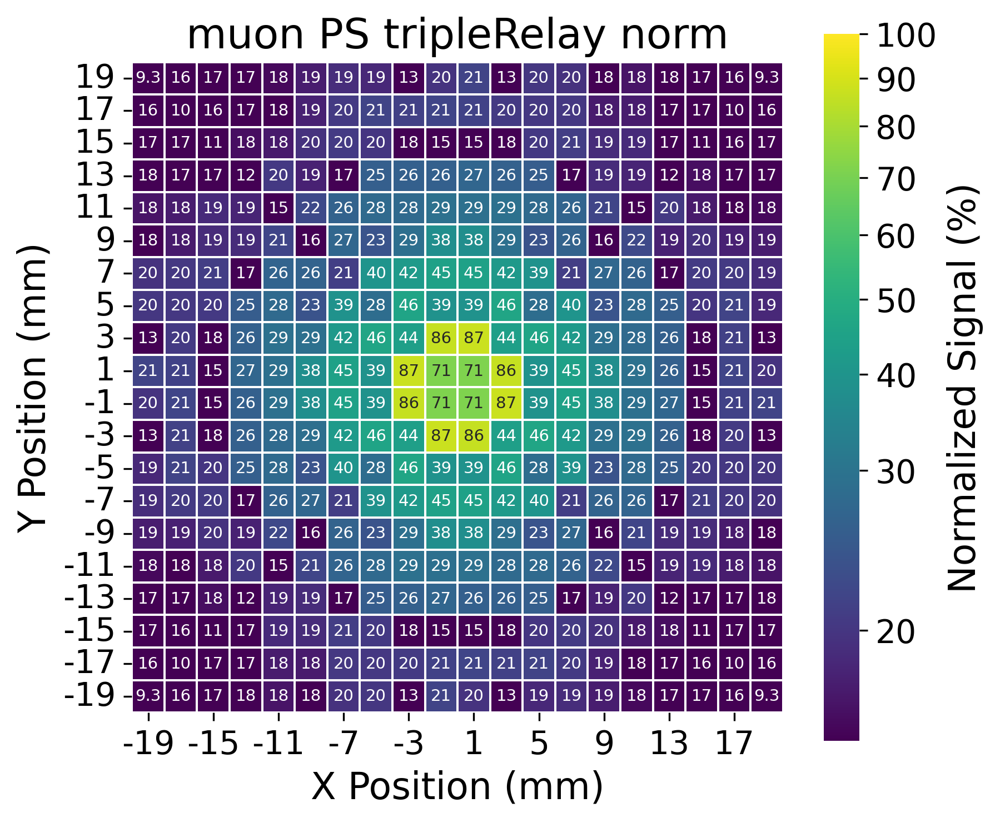 muon PS tripleRelay norm
19 9.3 16 17 17 18 19 19 19 13 20 21 13 20 20 18 18 18 17 16 9.3
17 16 10 16 17 18 19 20 21 21 21 21 20 20 20 18 18 17 17 10 16
15 17 17 11 18 18 20 20 20 18 15 15 18 20 21 19 19 17 11 16 17
13 18 17 17 12 20 19 17 25 26 26 27 26 25 17 19 19 12 18 17 17
11 18 18 19 19 15 22 26 28 28 29 29 29 28 26 21 15 20 18 18 18
9 18 18 19 19 21 16 27 23 29 38 38 29 23 26 16 22 19 20 19 19
7 20 20 21 17 26 26 21 40 42 45 45 42 39 21 27 26 17 20 20 19
5 20 20 20 25 28 23 39 28 46 39 39 46 28 40 23 28 25 20 21 19
3 13 20 18 26 29 29 42 46 44 86 87 44 46 42 29 28 26 18 21 13
1 21 21 15 27 29 38 45 39 87 71 71 86 39 45 38 29 26 15 21 20
-1 20 21 15 26 29 38 45 39 86 71 71 87 39 45 38 29 27 15 21 21
-3 13 21 18 26 28 29 42 46 44 87 86 44 46 42 29 29 26 18 20 13
-5 19 21 20 25 28 23 40 28 46 39 39 46 28 39 23 28 25 20 20 20
-7 19 20 20 17 26 27 21 39 42 45 45 42 40 21 26 26 17 21 20 20
-9 19 19 20 19 22 16 26 23 29 38 38 29 23 27 16 21 19 19 18 18
-11 18 18 18 20 15 21 26 28 29 29 29 28 28 26 22 15 19 19 18 18
-13 17 17 18 12 19 19 17 25 26 27 26 26 25 17 19 20 12 17 17 18
-15 17 16 11 17 19 19 21 20 18 15 15 18 20 20 20 18 18 11 17 17
-17 16 10 17 17 18 18 20 20 20 21 21 21 21 20 19 18 17 16 10 16
-19 9.3 16 17 18 18 18 20 20 13 21 20 13 19 19 19 18 17 17 16 9.3
-19 -15 -11 -7 -3 1 5 9 13 17
X Position (mm)
Y Position (mm)
100
90
80
70
60
50
40
30
20
Normalized Signal (%)